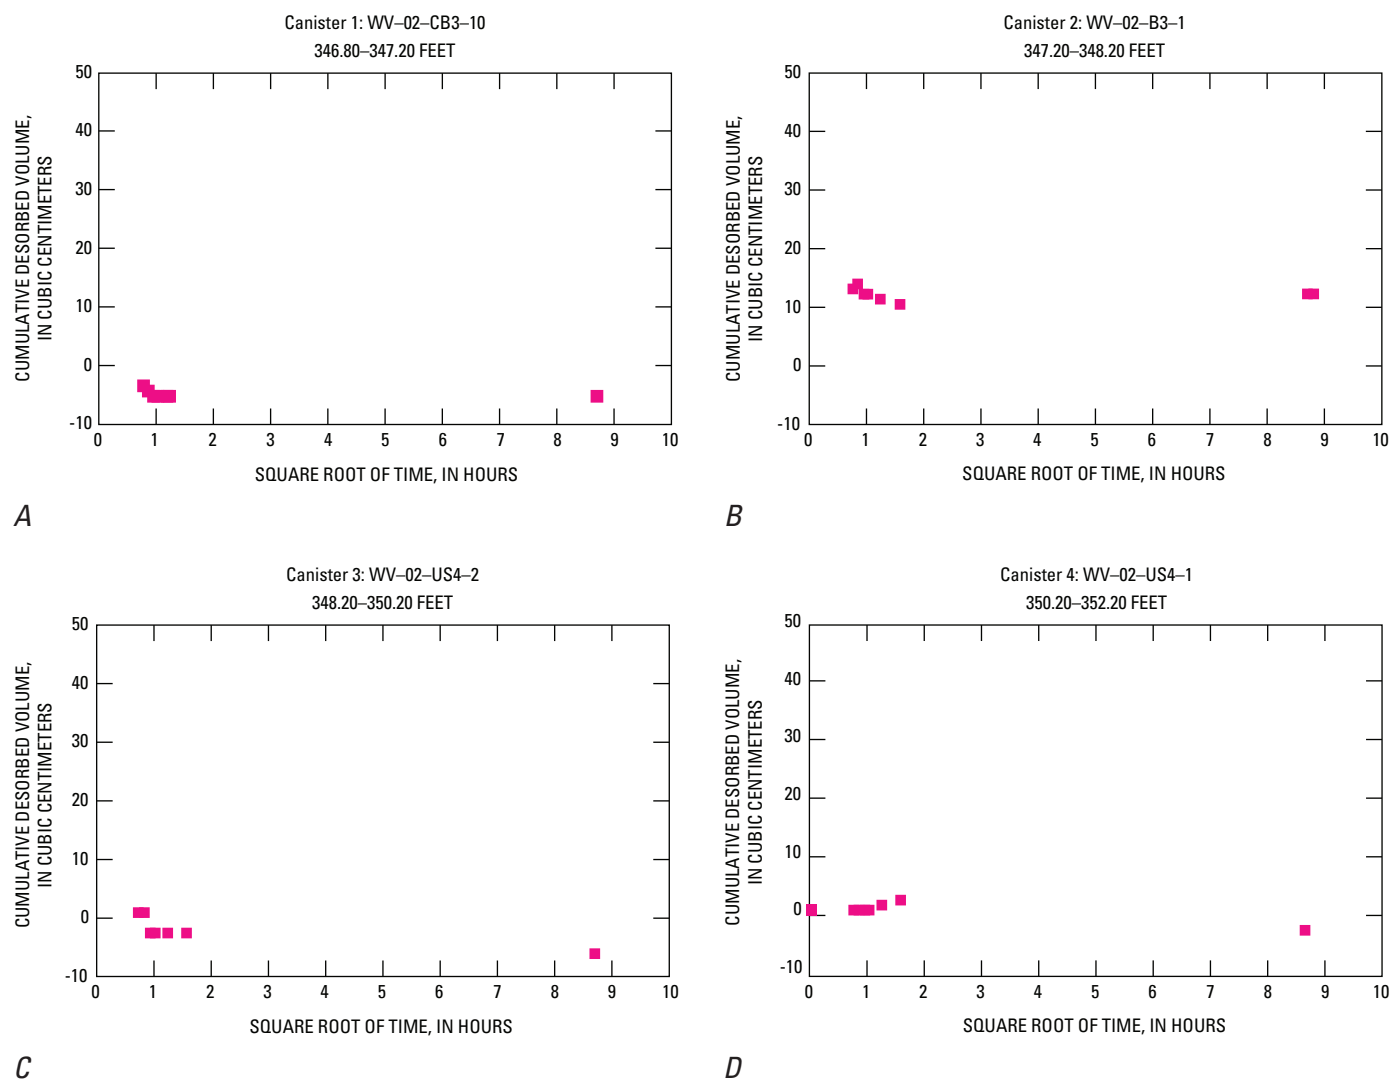 Canister 1: WV–02–CB3–10
346.80–347.20 FEET
CUMULATIVE DESORBED VOLUME,
IN CUBIC CENTIMETERS
50
40
30
20
10
0
-10
0 1 2 3 4 5 6 7 8 9 10
SQUARE ROOT OF TIME, IN HOURS
A
Canister 2: WV–02–B3–1
347.20–348.20 FEET
CUMULATIVE DESORBED VOLUME,
IN CUBIC CENTIMETERS
50
40
30
20
10
0
-10
0 1 2 3 4 5 6 7 8 9 10
SQUARE ROOT OF TIME, IN HOURS
B
Canister 3: WV–02–US4–2
348.20–350.20 FEET
CUMULATIVE DESORBED VOLUME,
IN CUBIC CENTIMETERS
50
40
30
20
10
0
-10
0 1 2 3 4 5 6 7 8 9 10
SQUARE ROOT OF TIME, IN HOURS
C
Canister 4: WV–02–US4–1
350.20–352.20 FEET
CUMULATIVE DESORBED VOLUME,
IN CUBIC CENTIMETERS
50
40
30
20
10
0
-10
0 1 2 3 4 5 6 7 8 9 10
SQUARE ROOT OF TIME, IN HOURS
D